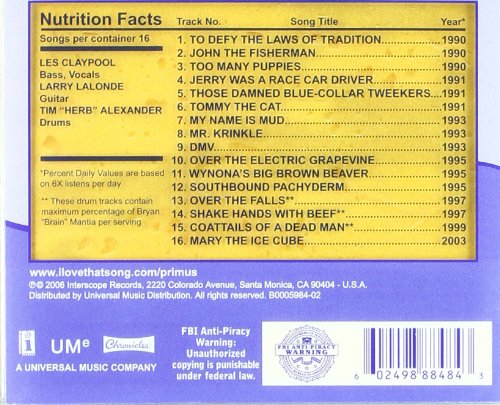 Nutrition Facts
Songs per container 16
LES CLAYPOOL
Bass, Vocals
LARRY LALONDE
Guitar
TIM "HERB" ALEXANDER
Drums
*Percent Daily Values are based
on 6X listens per day
** These drum tracks contain
maximum percentage of Bryan
"Brain" Mantia per serving
Track No. Song Title Year*
1. TO DEFY THE LAWS OF TRADITION 1990
2. JOHN THE FISHERMAN 1990
3. TOO MANY PUPPIES 1990
4. JERRY WAS A RACE CAR DRIVER 1991
5. THOSE DAMNED BLUE-COLLAR TWEEKERS 1991
6. TOMMY THE CAT 1991
7. MY NAME IS MUD 1993
8. MR. KRINKLE 1993
9. DMV 1993
10. OVER THE ELECTRIC GRAPEVINE 1995
11. WYNONA'S BIG BROWN BEAVER 1995
12. SOUTHBOUND PACHYDERM 1995
13. OVER THE FALLS** 1997
14. SHAKE HANDS WITH BEEF** 1997
15. COATTAILS OF A DEAD MAN** 1999
16. MARY THE ICE CUBE 2003
www.ilovethatsong.com/primus
℗© 2006 Interscope Records, 2220 Colorado Avenue, Santa Monica, CA 90404 - U.S.A.
Distributed by Universal Music Distribution. All rights reserved. B0005984-02
1
UMe
Chronicles
A UNIVERSAL MUSIC COMPANY
FBI Anti-Piracy
Warning:
Unauthorized
copying is punishable
under federal law.
FBI ANTI-PIRACY
WARNING
6 02498 88484 3